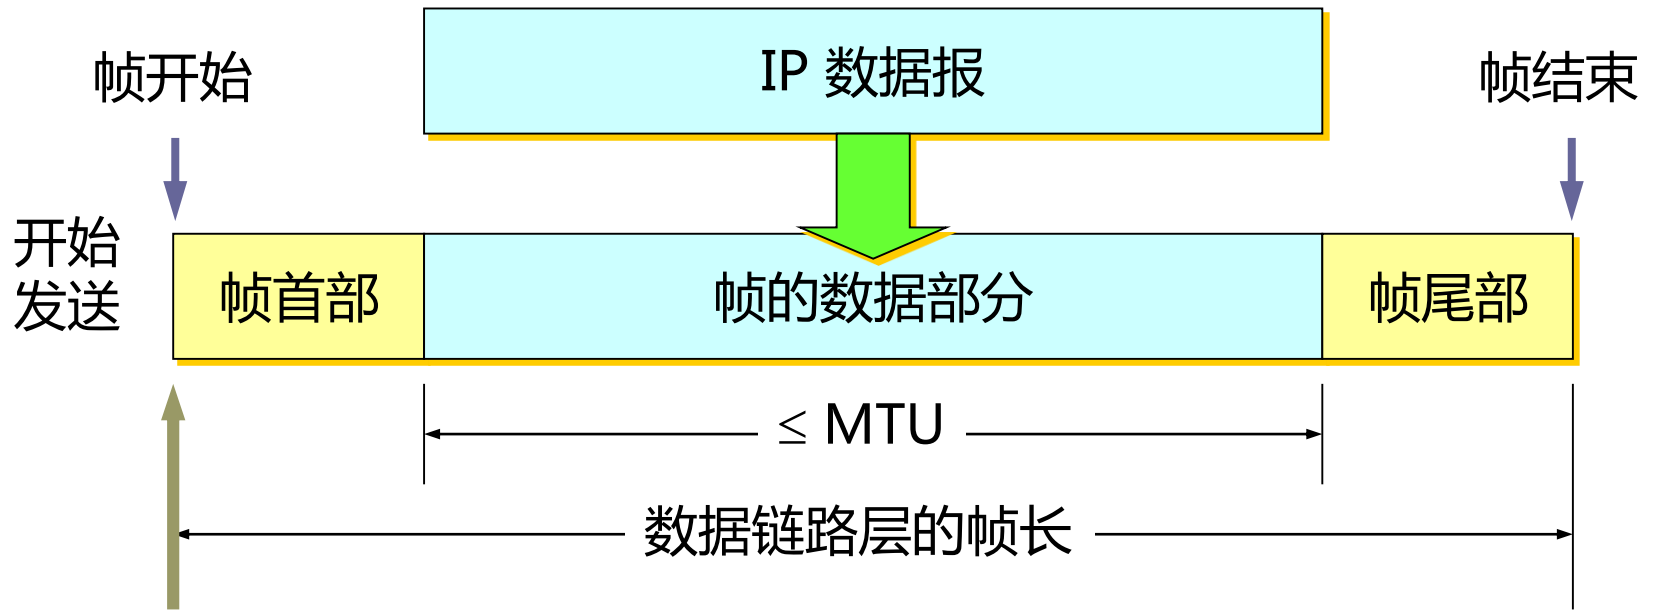 IP 数据报
帧开始
帧结束
开始
发送
帧首部
帧的数据部分
帧尾部
≤ MTU
数据链路层的帧长